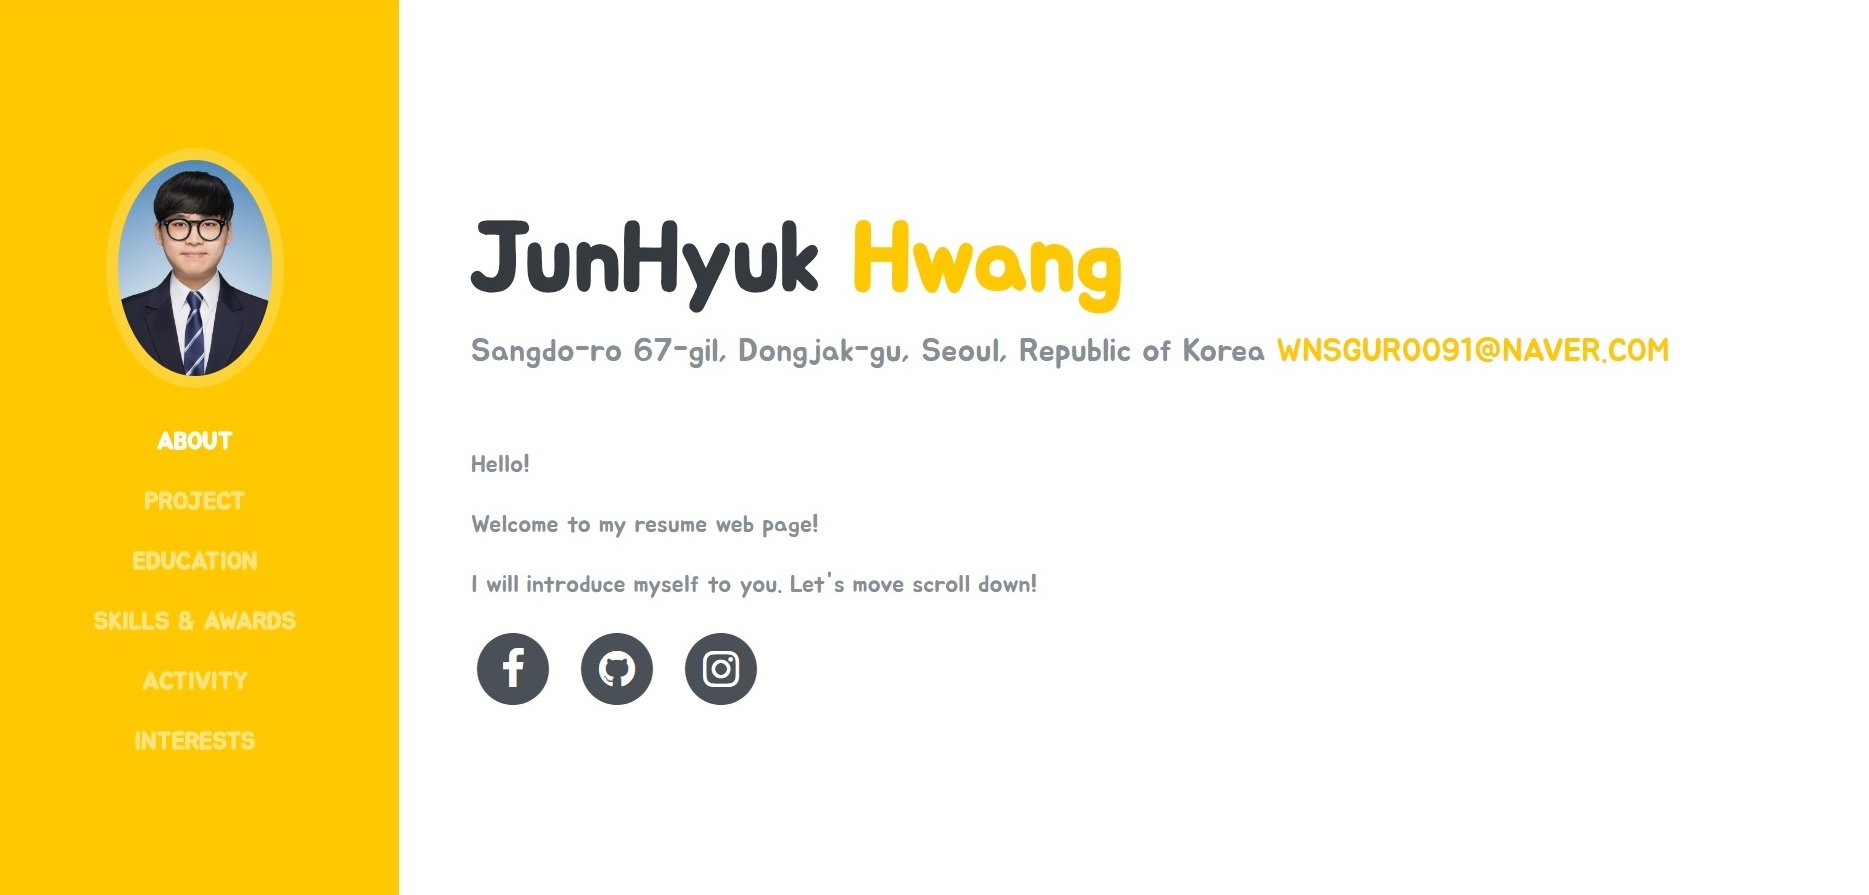 ABOUT
PROJECT
EDUCATION
SKILLS & AWARDS
ACTIVITY
INTERESTS
JunHyuk Hwang
Sangdo-ro 67-gil, Dongjak-gu, Seoul, Republic of Korea WNSGUR0091@NAVER.COM
Hello!
Welcome to my resume web page!
I will introduce myself to you. Let's move scroll down!